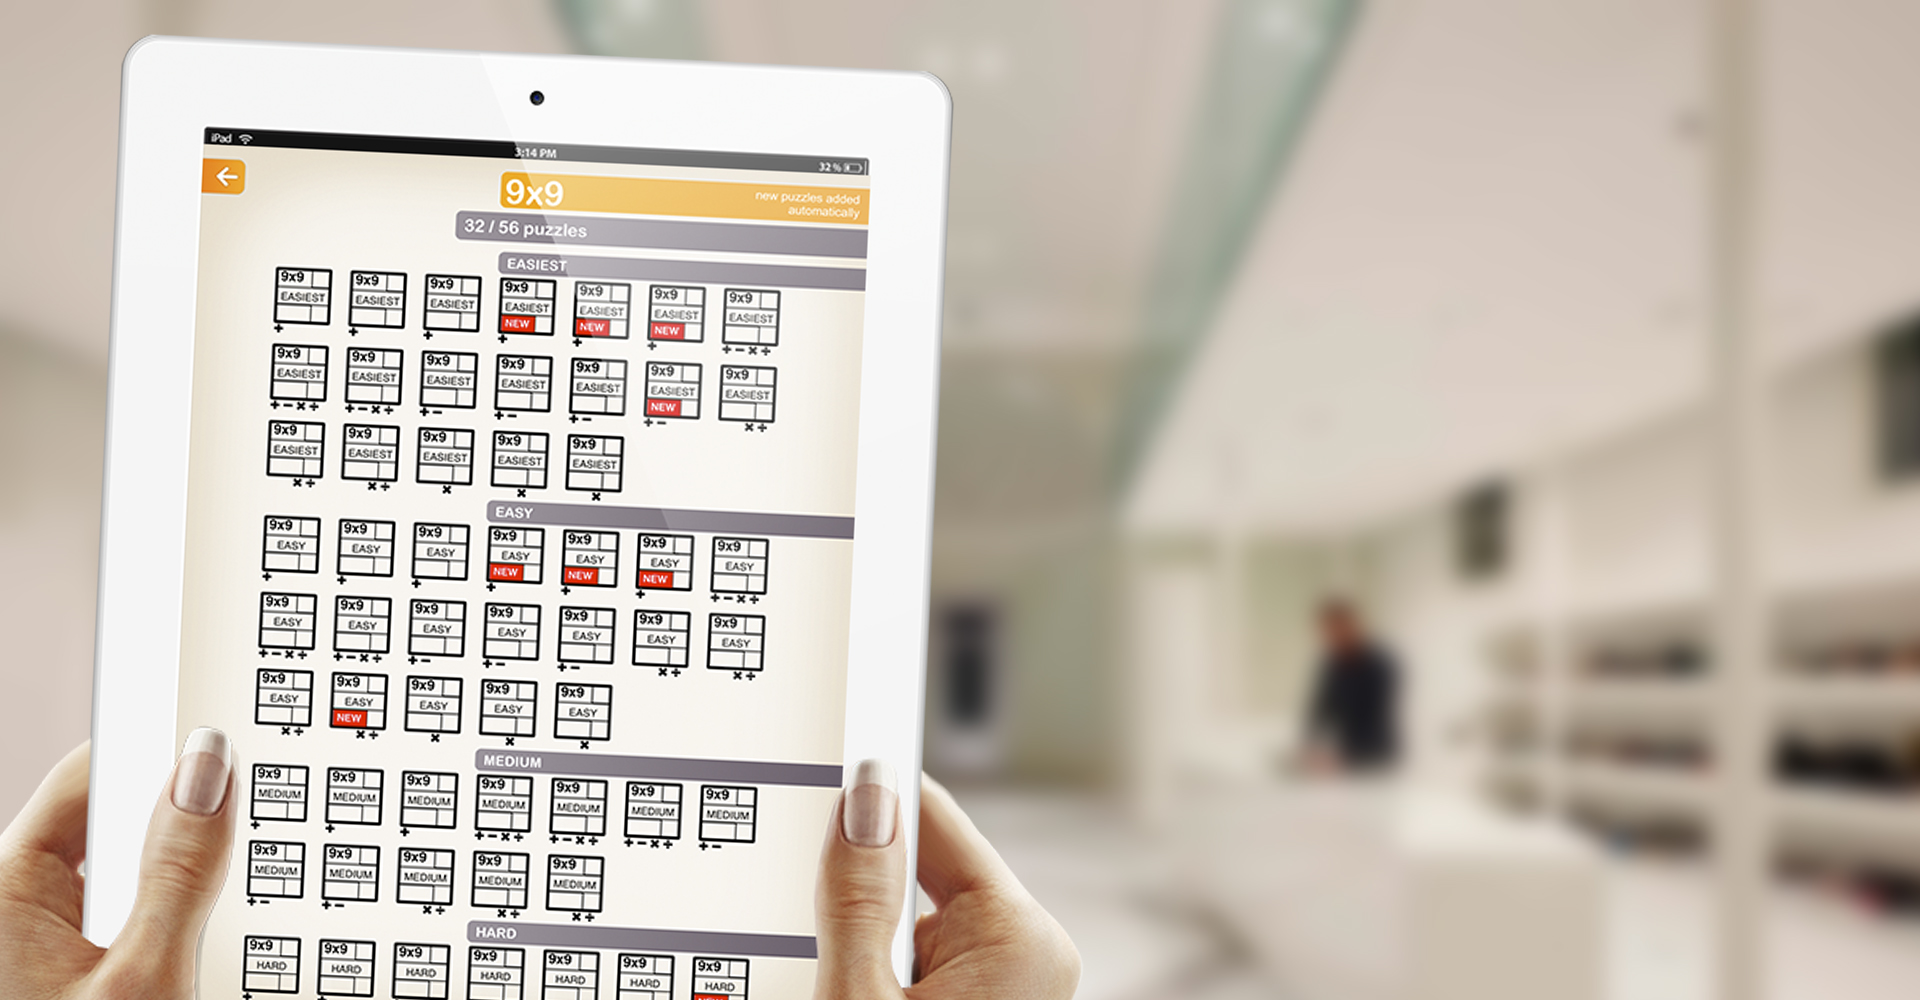 iPad
3:14 PM
32%
9x9
new puzzles added
automatically
32 / 56 puzzles
EASIEST
9x9 9x9 9x9 9x9 9x9 9x9 9x9
EASIEST EASIEST EASIEST EASIEST EASIEST EASIEST EASIEST
NEW NEW NEW
+ + + + + + + − × ÷
9x9 9x9 9x9 9x9 9x9 9x9 9x9
EASIEST EASIEST EASIEST EASIEST EASIEST EASIEST EASIEST
NEW
+ − × ÷ + − × ÷ + − + − + − + − × ÷
9x9 9x9 9x9 9x9 9x9
EASIEST EASIEST EASIEST EASIEST EASIEST
× ÷ × ÷ × × ×
EASY
9x9 9x9 9x9 9x9 9x9 9x9 9x9
EASY EASY EASY EASY EASY EASY EASY
NEW NEW NEW
+ + + + + + + − × ÷
9x9 9x9 9x9 9x9 9x9 9x9 9x9
EASY EASY EASY EASY EASY EASY EASY
+ − × ÷ + − × ÷ + − + − + − × ÷ × ÷
9x9 9x9 9x9 9x9 9x9
EASY EASY EASY EASY EASY
NEW
× ÷ × ÷ × × ×
MEDIUM
9x9 9x9 9x9 9x9 9x9 9x9 9x9
MEDIUM MEDIUM MEDIUM MEDIUM MEDIUM MEDIUM MEDIUM
+ + + + − × ÷ + − × ÷ + − × ÷ + −
9x9 9x9 9x9 9x9 9x9
MEDIUM MEDIUM MEDIUM MEDIUM MEDIUM
+ − + − × ÷ × ÷ × ÷
HARD
9x9 9x9 9x9 9x9 9x9 9x9 9x9
HARD HARD HARD HARD HARD HARD HARD